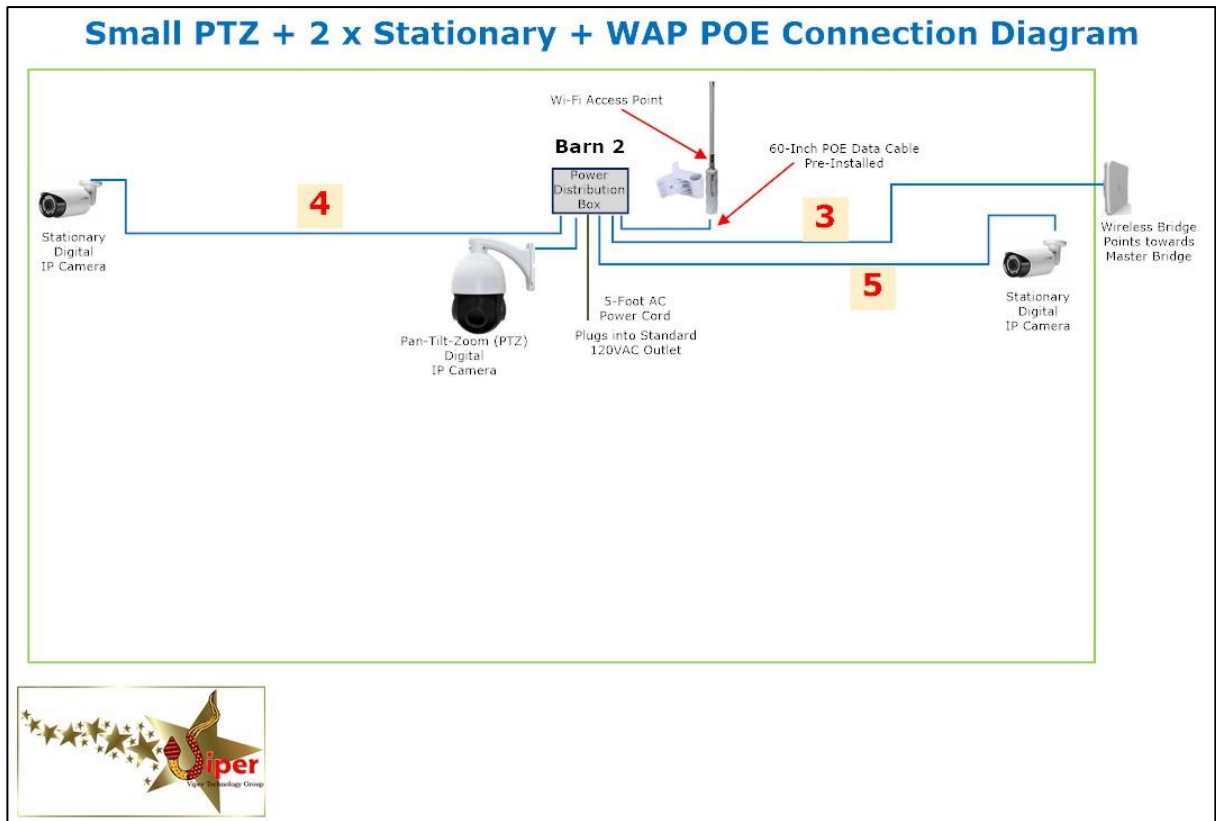 Small PTZ + 2 x Stationary + WAP POE Connection Diagram
Wi-Fi Access Point
Barn 2
Power
Distribution
Box
60-Inch POE Data Cable
Pre-Installed
4
3
5
Stationary
Digital
IP Camera
Pan-Tilt-Zoom (PTZ)
Digital
IP Camera
5-Foot AC
Power Cord
Plugs into Standard
120VAC Outlet
Wireless Bridge
Points towards
Master Bridge
Stationary
Digital
IP Camera
Viper
Viper Technology Group